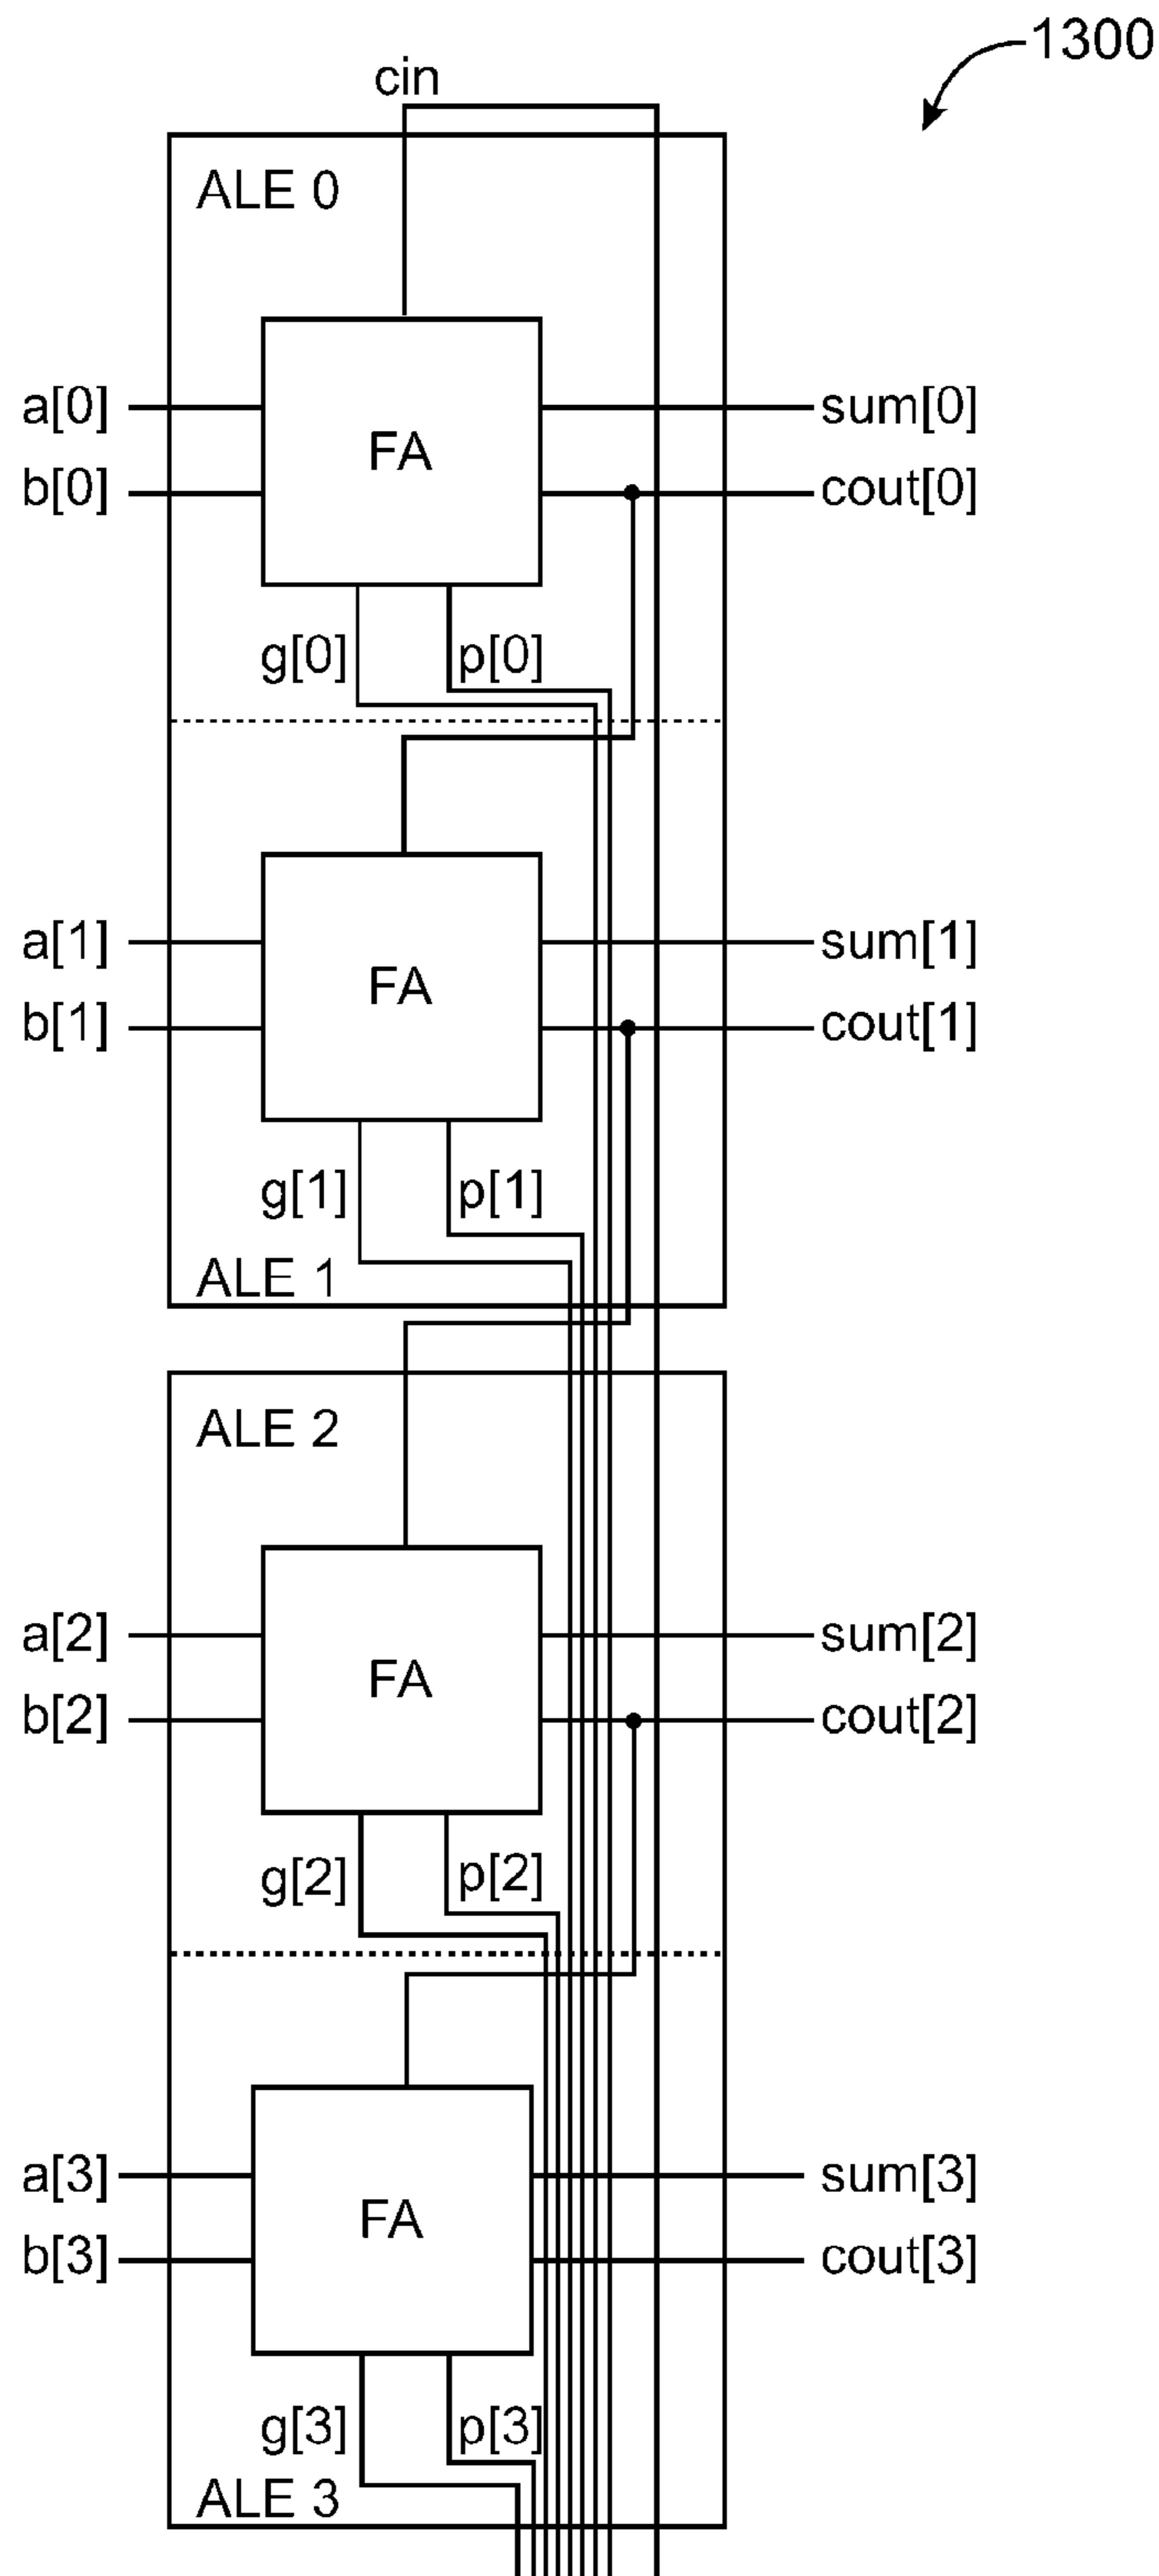 1300
cin
ALE 0
a[0]
sum[0]
FA
b[0]
cout[0]
g[0]
p[0]
a[1]
sum[1]
FA
b[1]
cout[1]
g[1]
p[1]
ALE 1
ALE 2
a[2]
sum[2]
FA
b[2]
cout[2]
g[2]
p[2]
a[3]
sum[3]
FA
b[3]
cout[3]
g[3]
p[3]
ALE 3